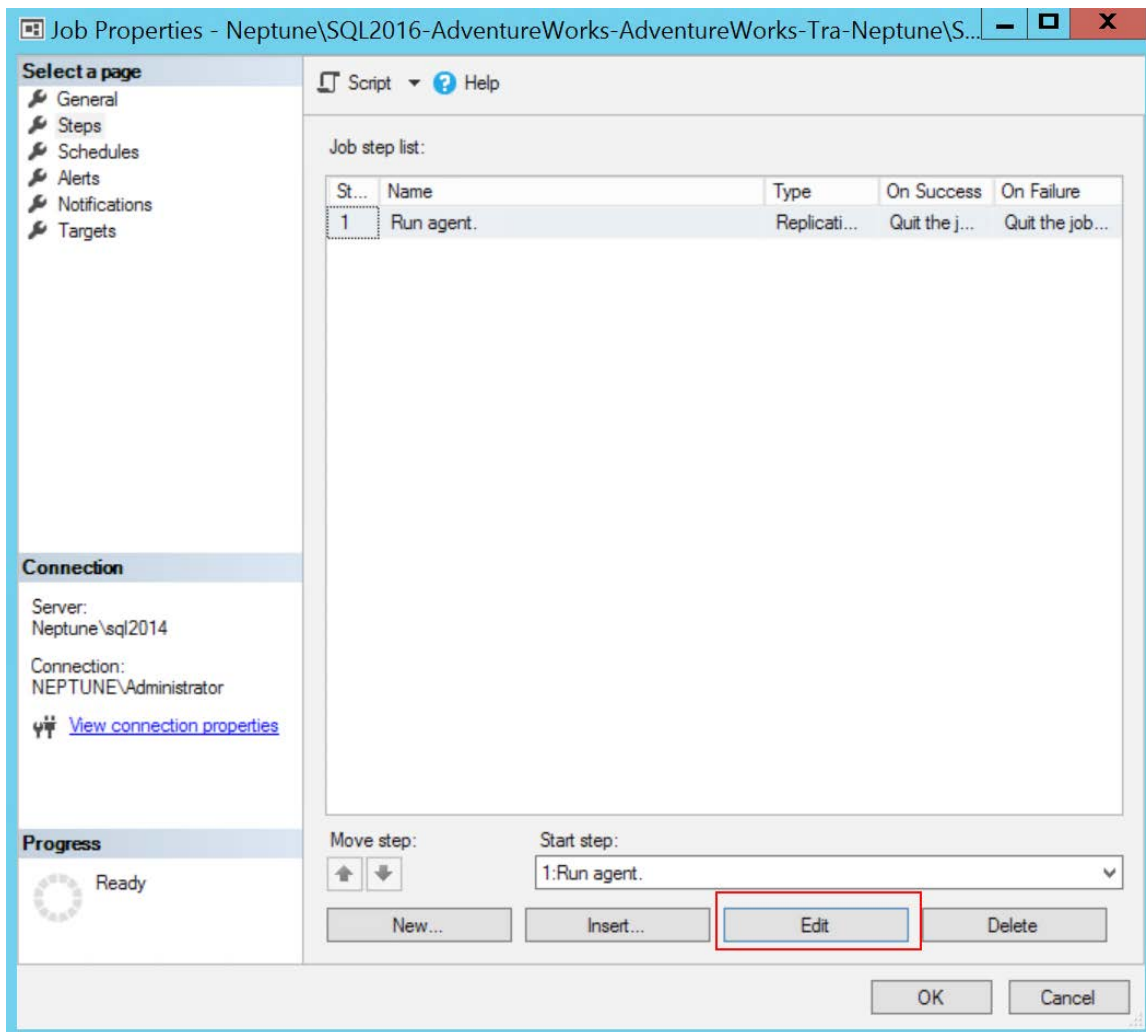 Job Properties - Neptune\SQL2016-AdventureWorks-AdventureWorks-Tra-Neptune\S...
Select a page
General
Steps
Schedules
Alerts
Notifications
Targets
Connection
Server:
Neptune\sql2014
Connection:
NEPTUNE\Administrator
View connection properties
Progress
Ready
Script Help
Job step list:
St... Name Type On Success On Failure
1 Run agent. Replicati... Quit the j... Quit the job...
Move step: Start step:
1:Run agent.
New... Insert... Edit Delete
OK Cancel